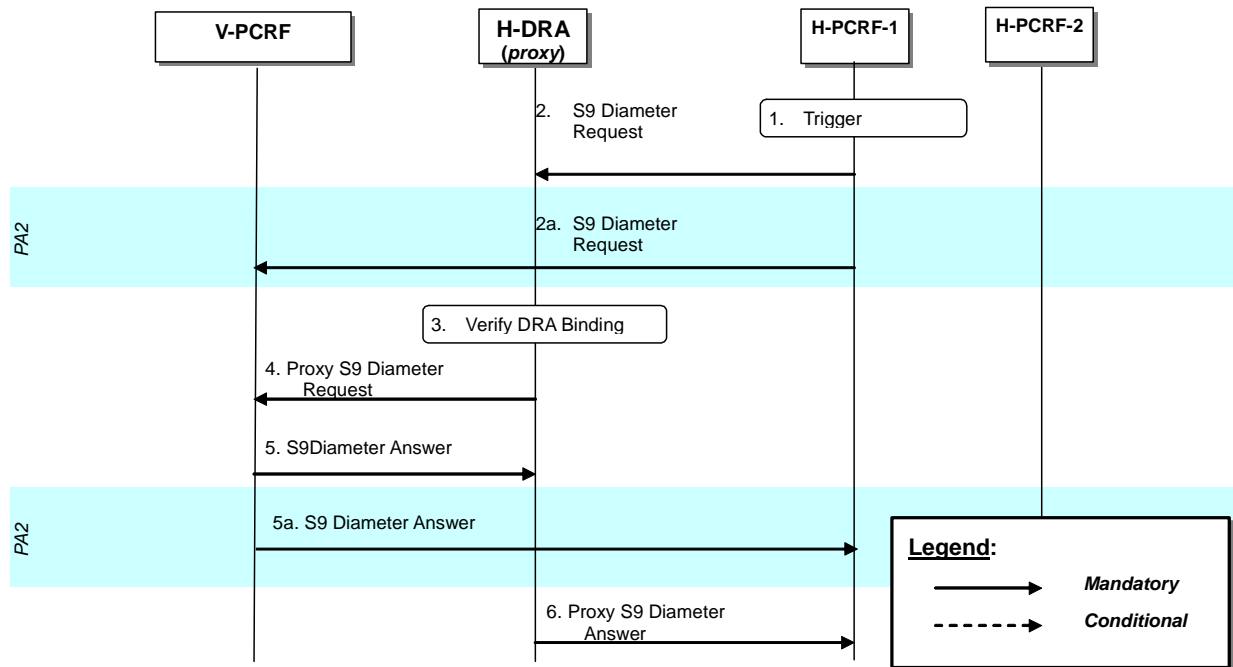 V-PCRF
H-DRA
(proxy)
H-PCRF-1
H-PCRF-2
2. S9 Diameter
Request
1. Trigger
PA2
2a. S9 Diameter
Request
3. Verify DRA Binding
4. Proxy S9 Diameter
Request
5. S9Diameter Answer
PA2
5a. S9 Diameter Answer
Legend:
Mandatory
Conditional
6. Proxy S9 Diameter
Answer